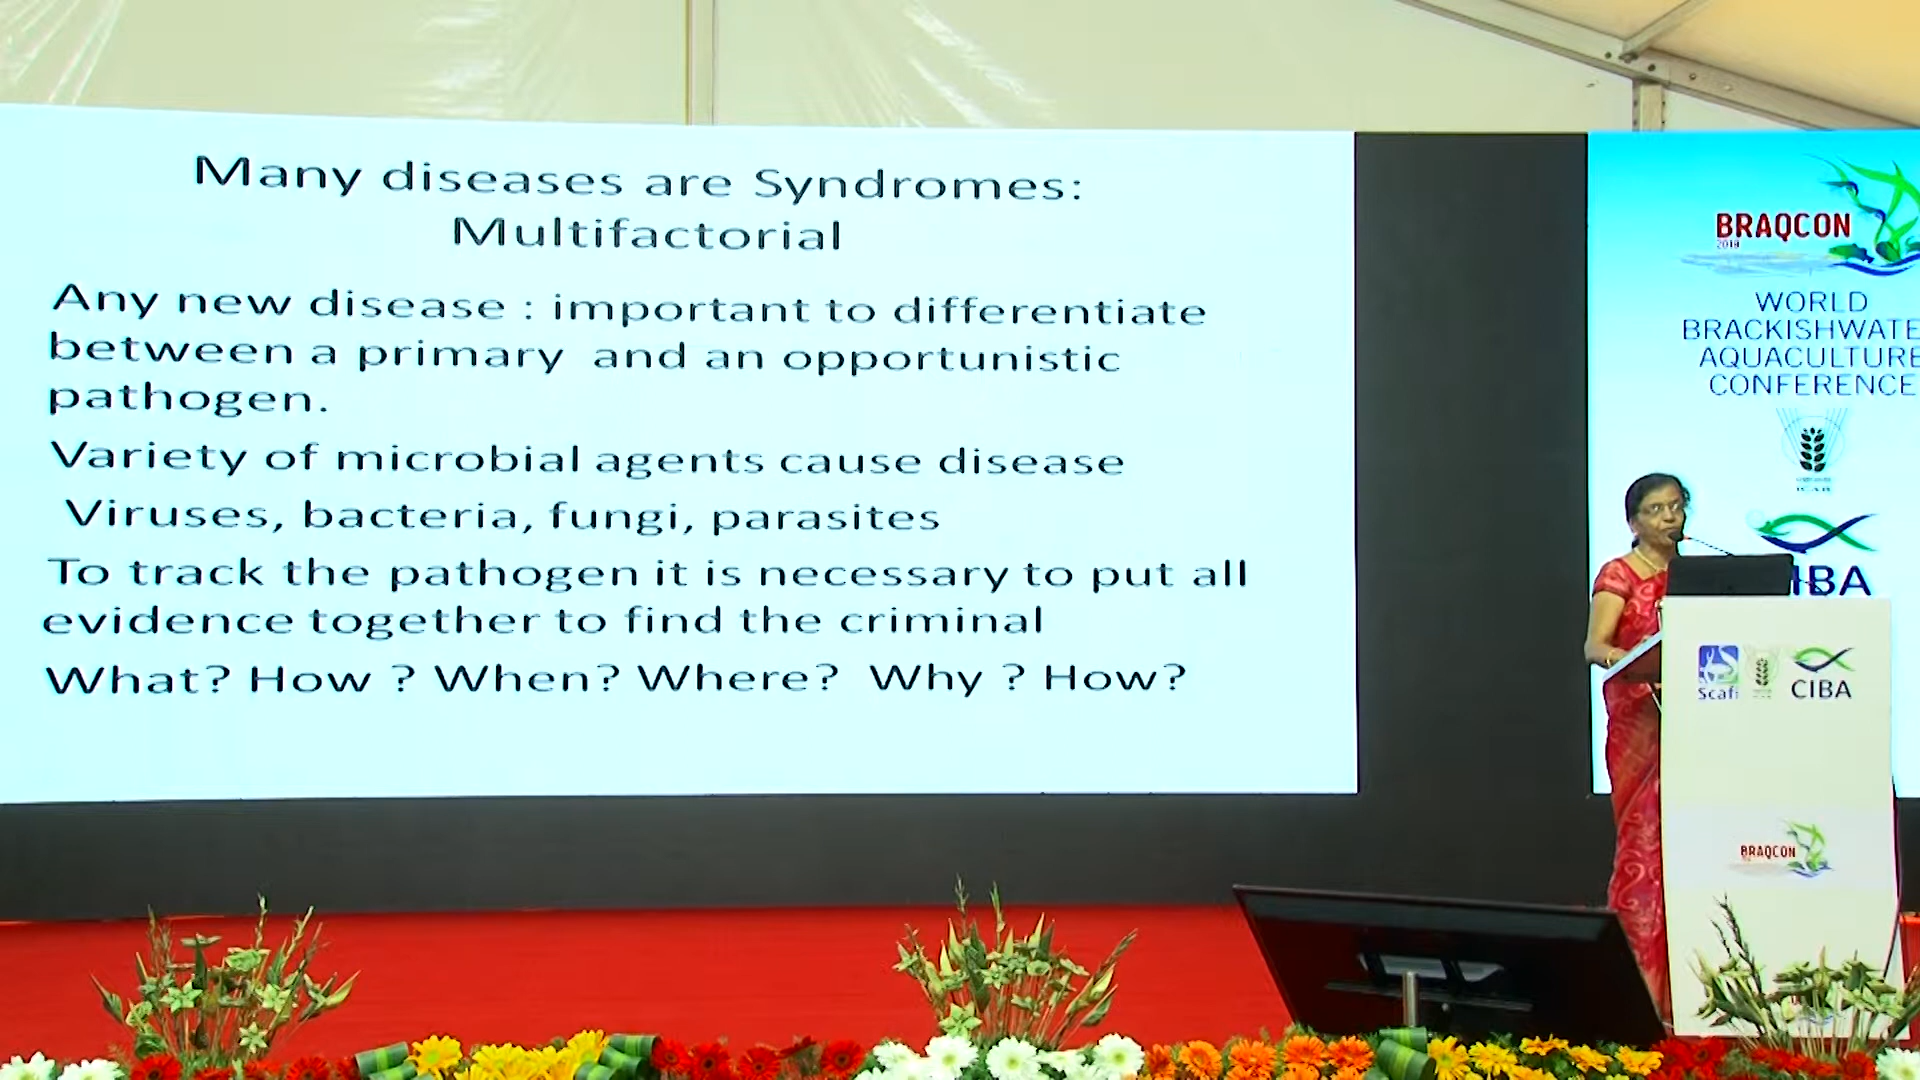 Many diseases are Syndromes:
Multifactorial
Any new disease : important to differentiate
between a primary and an opportunistic
pathogen.
Variety of microbial agents cause disease
Viruses, bacteria, fungi, parasites
To track the pathogen it is necessary to put all
evidence together to find the criminal
What? How ? When? Where? Why ? How?
BRAQCON
WORLD
BRACKISHWATE
AQUACULTURE
CONFERENCE
IBA
Scafi
CIBA
BRAQCON